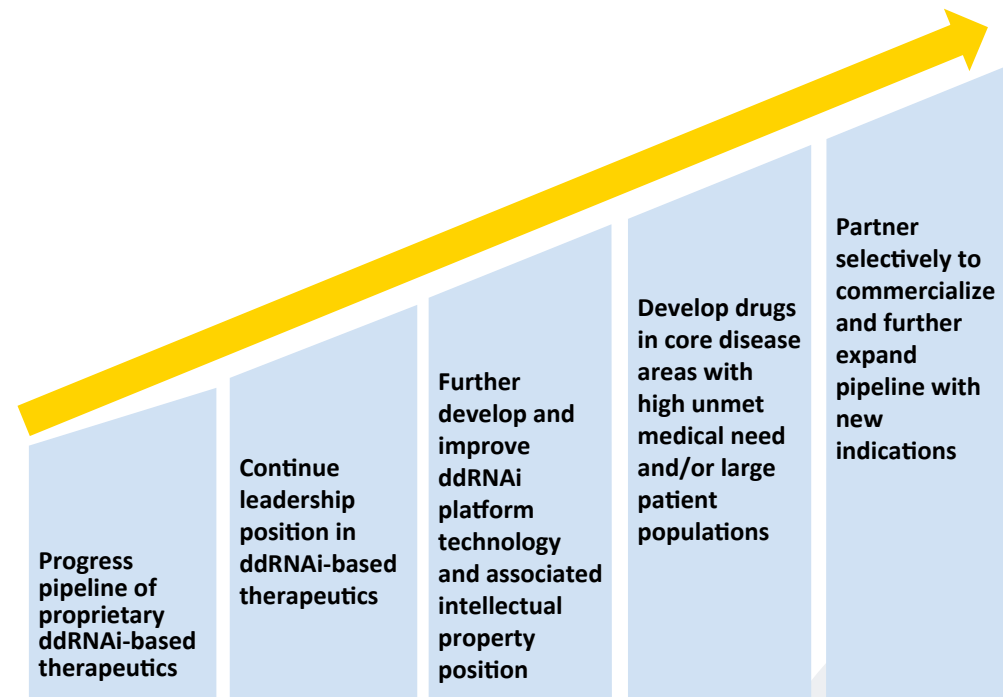 Progress
pipeline of
proprietary
ddRNAi-based
therapeutics
Continue
leadership
position in
ddRNAi-based
therapeutics
Further
develop and
improve
ddRNAi
platform
technology
and associated
intellectual
property
position
Develop drugs
in core disease
areas with
high unmet
medical need
and/or large
patient
populations
Partner
selectively to
commercialize
and further
expand
pipeline with
new
indications